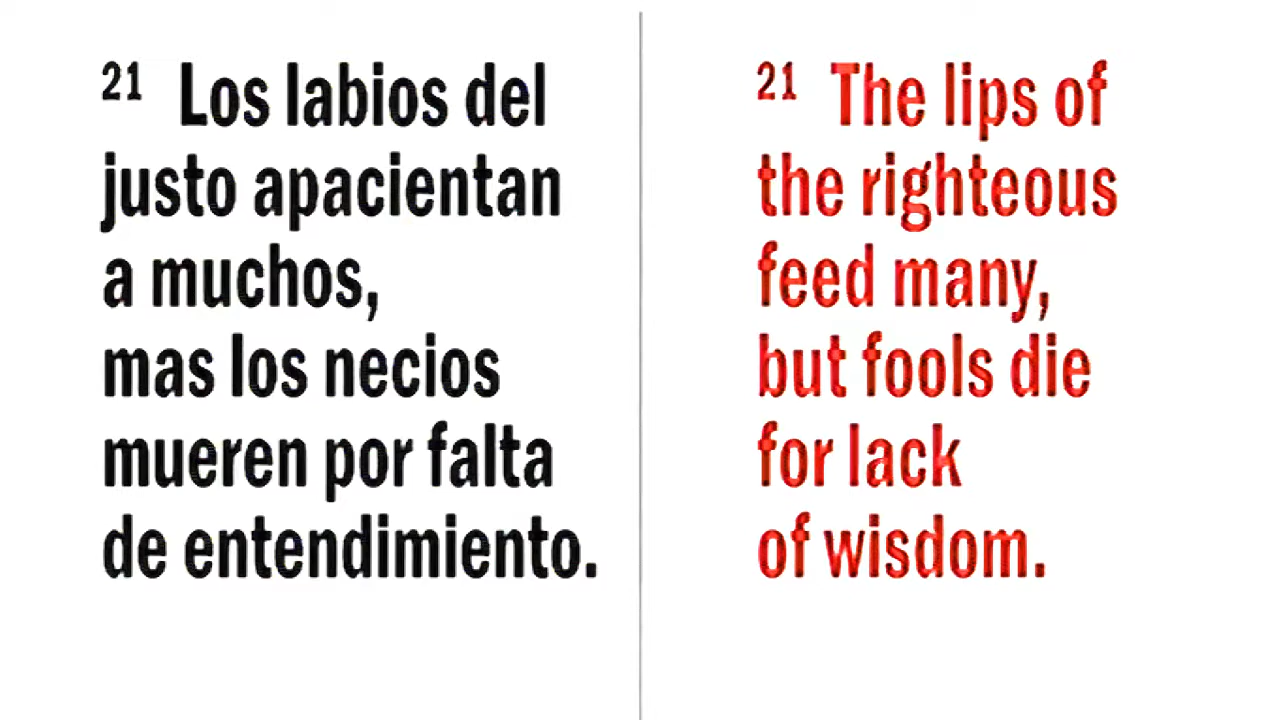 21 Los labios del
justo apacientan
a muchos,
mas los necios
mueren por falta
de entendimiento.
21 The lips of
the righteous
feed many,
but fools die
for lack
of wisdom.